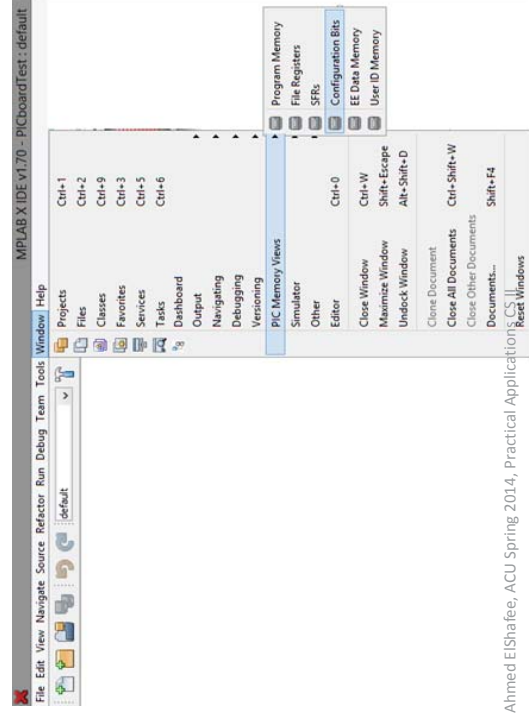 MPLAB X IDE v1.70 - PICboardTest : default
File Edit View Navigate Source Refactor Run Debug Team Tools Window Help
default
Projects Ctrl+1
Files Ctrl+2
Classes Ctrl+9
Favorites Ctrl+3
Services Ctrl+5
Tasks Ctrl+6
Dashboard
Output
Navigating
Debugging
Versioning
PIC Memory Views
Simulator
Other
Editor Ctrl+0
Close Window Ctrl+W
Maximize Window Shift+Escape
Undock Window Alt+Shift+D
Clone Document
Close All Documents Ctrl+Shift+W
Close Other Documents
Documents... Shift+F4
Reset Windows
Program Memory
File Registers
SFRs
Configuration Bits
EE Data Memory
User ID Memory
Ahmed ElShafee, ACU Spring 2014, Practical Applications CS II